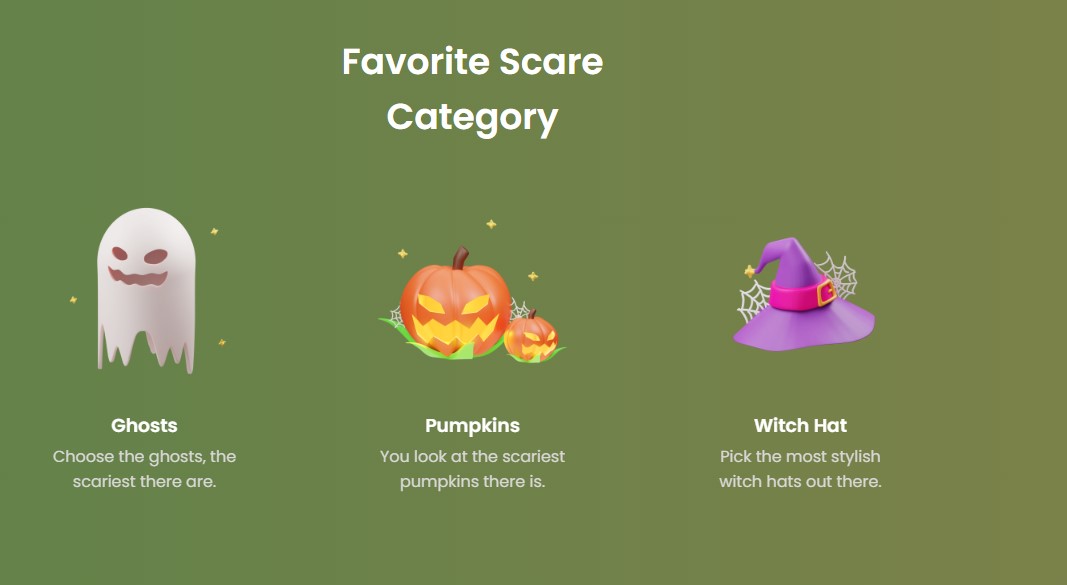 Favorite Scare
Category
Ghosts
Choose the ghosts, the
scariest there are.
Pumpkins
You look at the scariest
pumpkins there is.
Witch Hat
Pick the most stylish
witch hats out there.